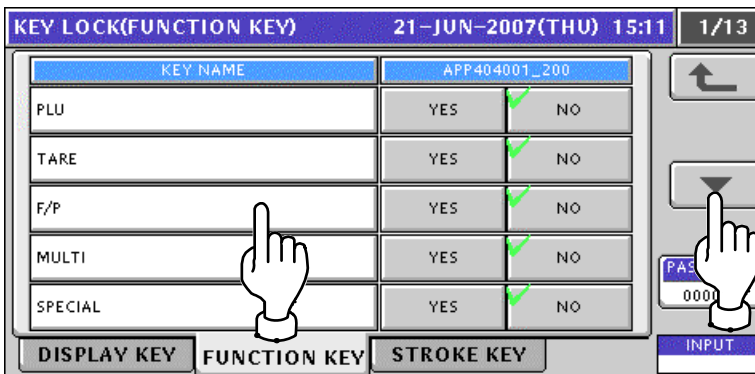 KEY LOCK(FUNCTION KEY) 21-JUN-2007(THU) 15:11 1/13
KEY NAME APP404001_200
PLU YES NO
TARE YES NO
F/P YES NO
MULTI YES NO
SPECIAL YES NO
DISPLAY KEY FUNCTION KEY STROKE KEY
INPUT